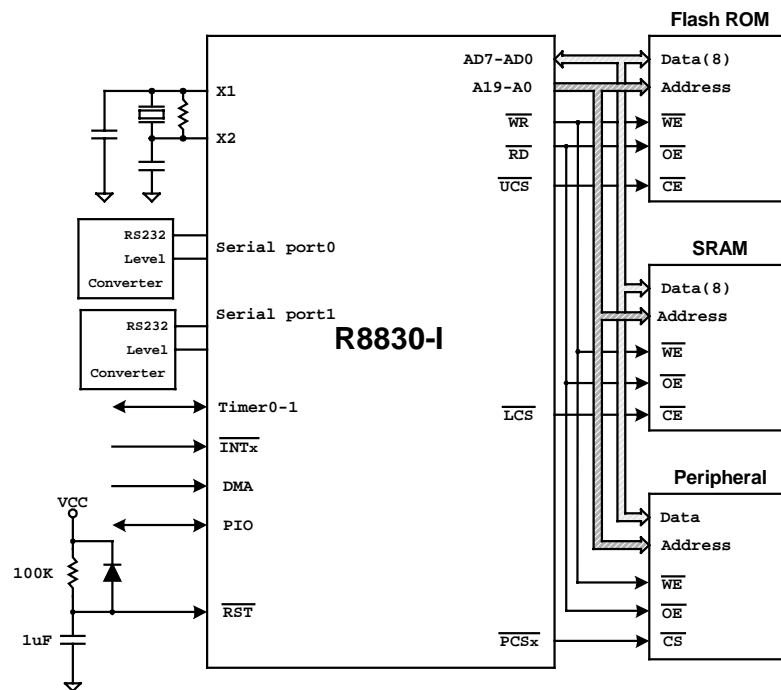 Flash ROM
AD7-AD0
Data(8)
A19-A0
Address
X1
WR
WE
X2
RD
OE
UCS
CE
RS232
Level
Converter
Serial port0
SRAM
Data(8)
Address
RS232
Level
Converter
Serial port1
R8830-I
WE
OE
Timer0-1
LCS
CE
INTx
DMA
Peripheral
VCC
PIO
Data
Address
100K
WE
RST
OE
1uF
PCSx
CS